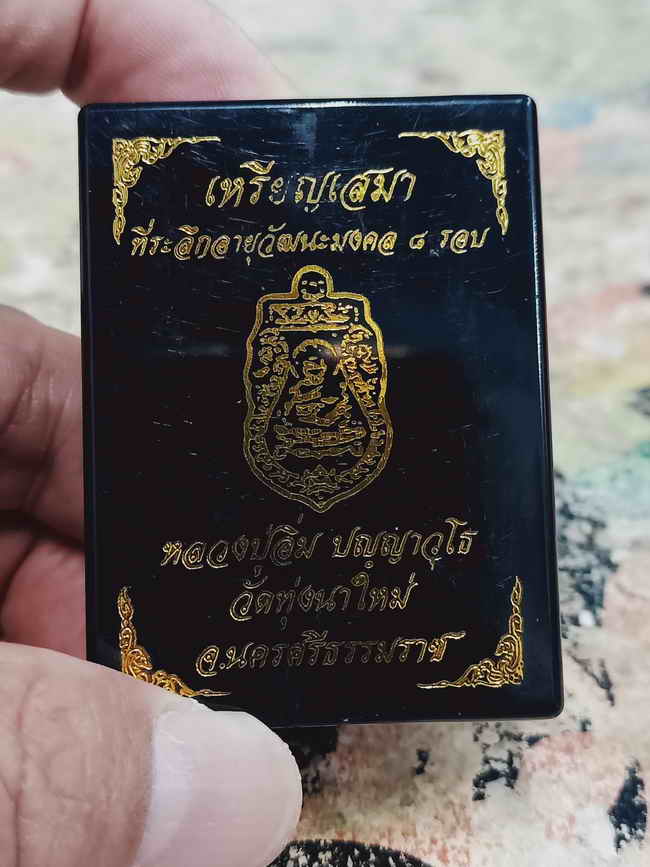 เหรียญเสมา
ที่ระลึกอายุวัฒนะมงคล ๘ รอบ
หลวงปู่อิ่ม ปญฺญาวุโธ
วัดทุ่งนาใหม่
จ.นครศรีธรรมราช